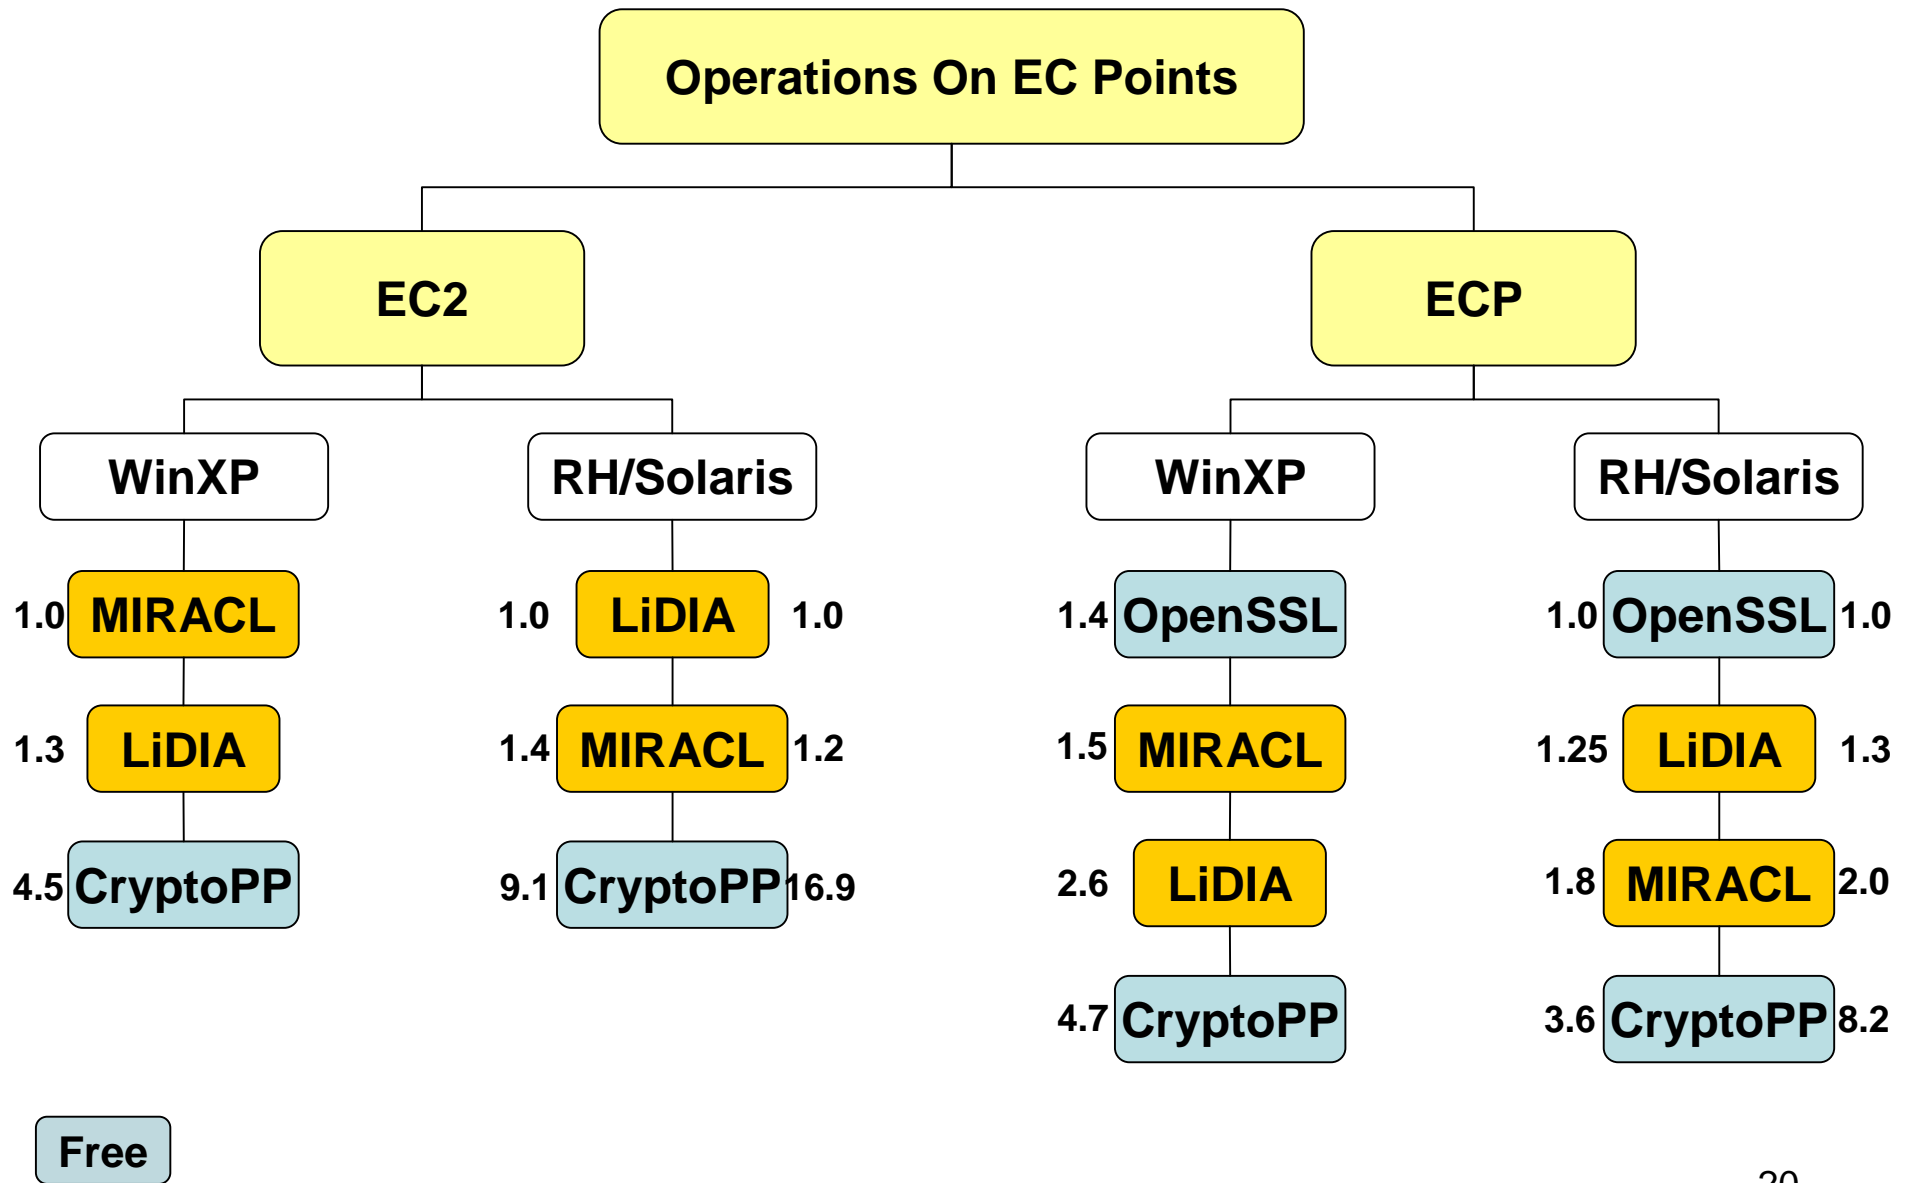 Operations On EC Points
EC2 ECP
WinXP RH/Solaris WinXP RH/Solaris
1.0 MIRACL 1.0 LiDIA 1.0 1.4 OpenSSL 1.0 OpenSSL 1.0
1.3 LiDIA 1.4 MIRACL 1.2 1.5 MIRACL 1.25 LiDIA 1.3
4.5 CryptoPP 9.1 CryptoPP 16.9 2.6 LiDIA 1.8 MIRACL 2.0
4.7 CryptoPP 3.6 CryptoPP 8.2
Free
20